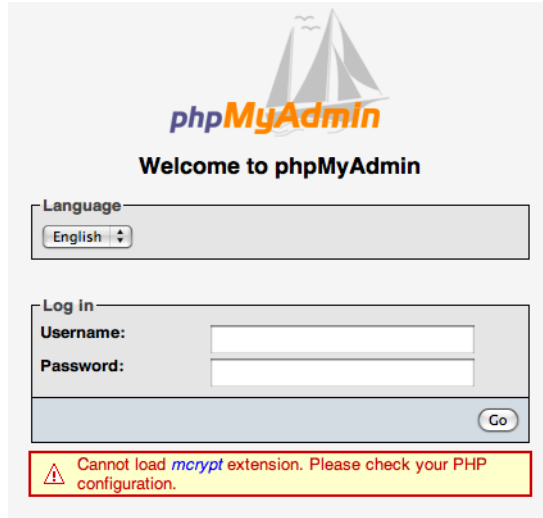 phpMyAdmin
Welcome to phpMyAdmin
Language
English
Log in
Username:
Password:
Go
Cannot load mcrypt extension. Please check your PHP
configuration.